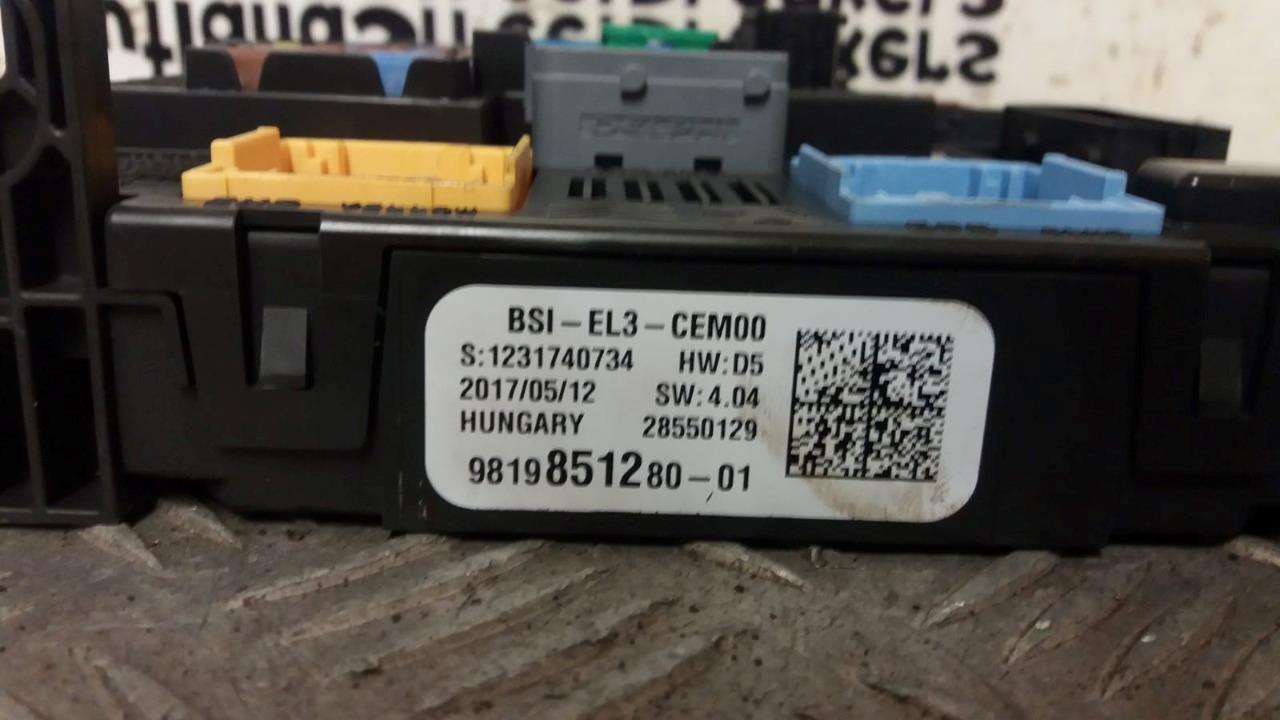 BSI-EL3-CEM00
S:1231740734 HW:D5
2017/05/12 SW:4.04
HUNGARY 28550129
9819851280-01